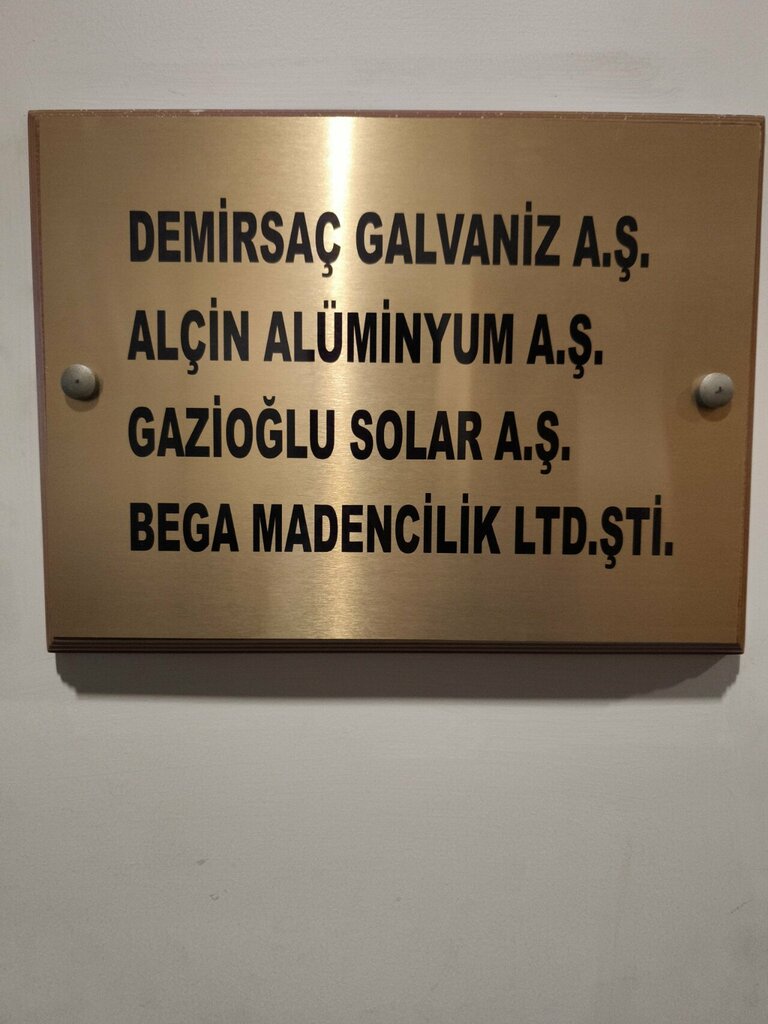 DEMİRSAÇ GALVANİZ A.Ş.
ALÇİN ALÜMİNYUM A.Ş.
GAZİOĞLU SOLAR A.Ş.
BEGA MADENCİLİK LTD.ŞTİ.